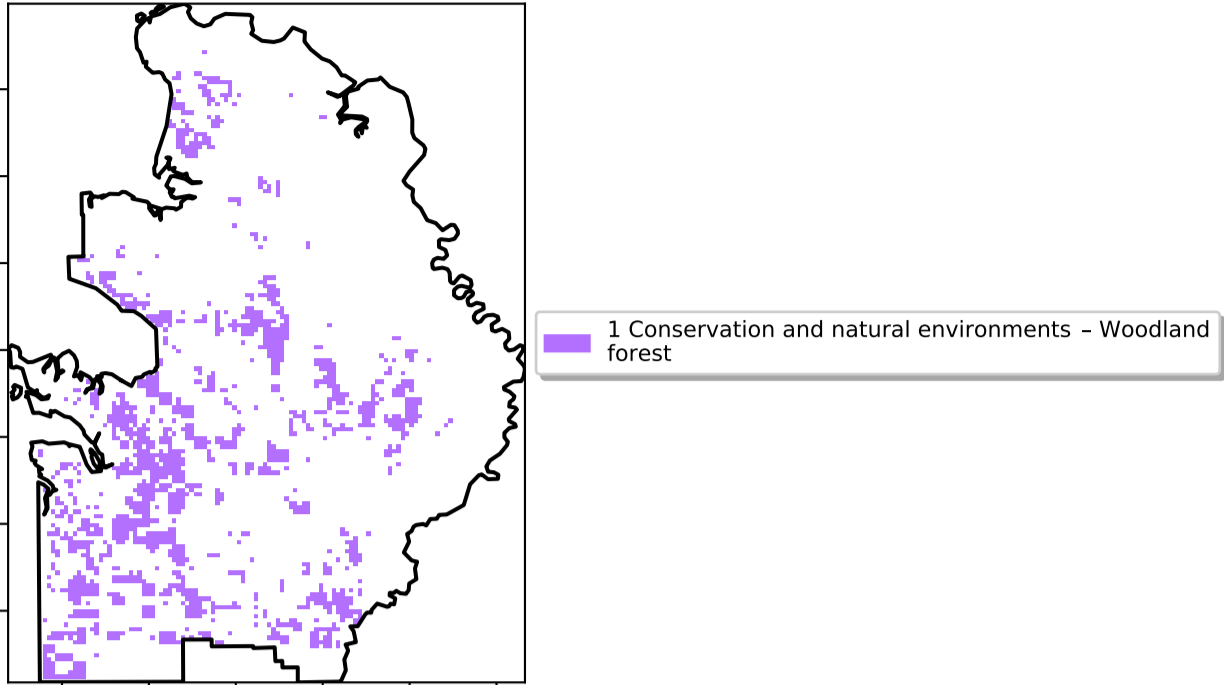 1 Conservation and natural environments – Woodland
forest